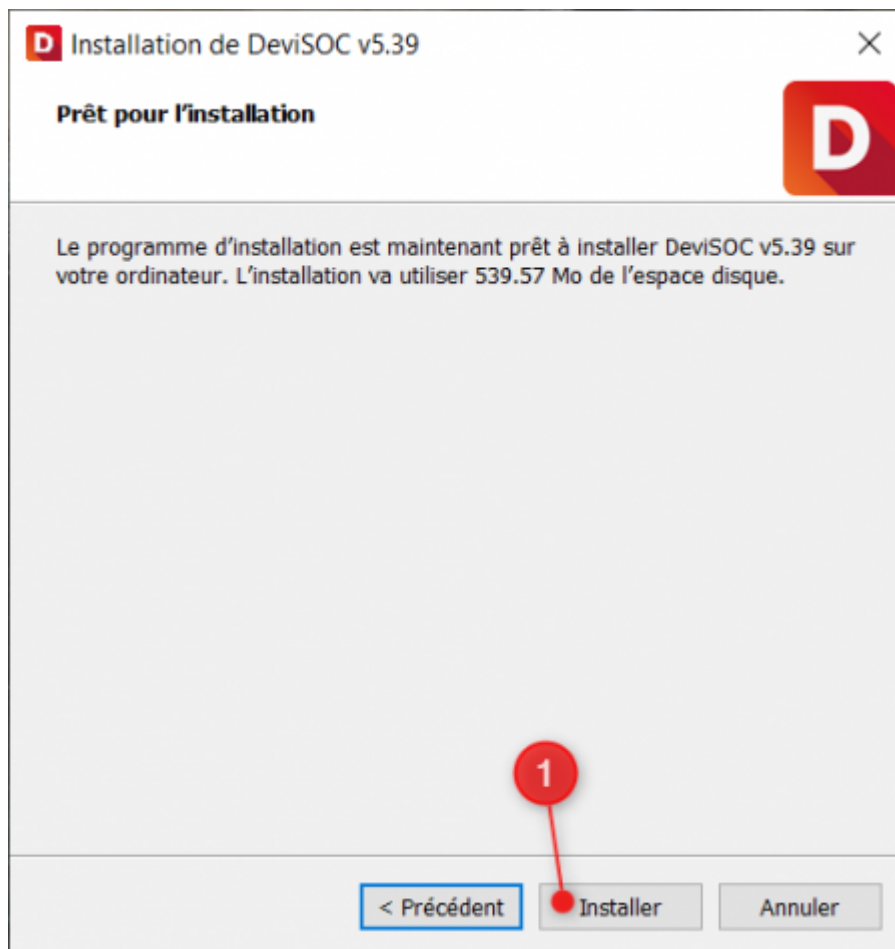 D Installation de DeviSOC v5.39
Prêt pour l'installation
D
Le programme d'installation est maintenant prêt à installer DeviSOC v5.39 sur
votre ordinateur. L'installation va utiliser 539.57 Mo de l'espace disque.
1
< Précédent Installer Annuler